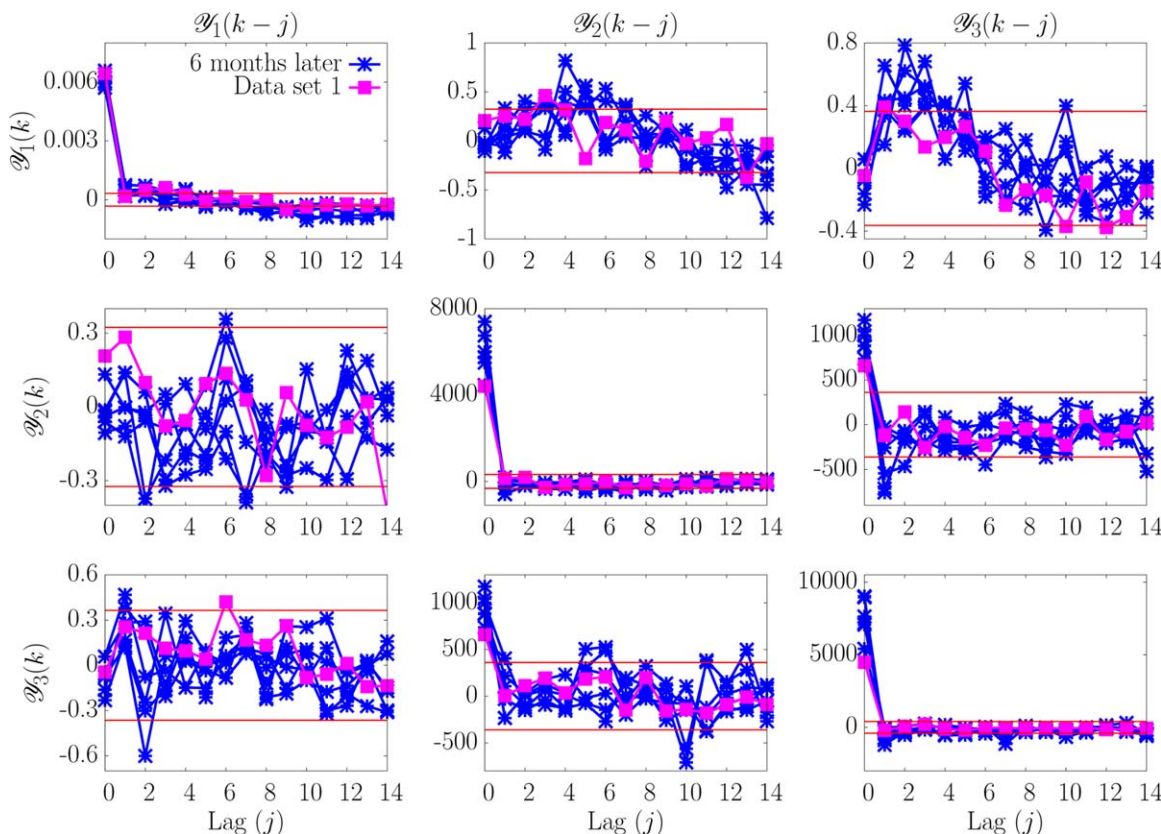 𝒴₁(k − j) 𝒴₂(k − j) 𝒴₃(k − j)
𝒴₁(k)
0.006
0.003
0
6 months later
Data set 1
0 2 4 6 8 10 12 14
1
0.5
0
-0.5
-1
0 2 4 6 8 10 12 14
0.8
0.4
0
-0.4
0 2 4 6 8 10 12 14
𝒴₂(k)
0.3
0
-0.3
0 2 4 6 8 10 12 14
8000
4000
0
0 2 4 6 8 10 12 14
1000
500
0
-500
0 2 4 6 8 10 12 14
𝒴₃(k)
0.6
0.3
0
-0.3
-0.6
0 2 4 6 8 10 12 14
Lag (j)
1000
500
0
-500
0 2 4 6 8 10 12 14
Lag (j)
10000
5000
0
0 2 4 6 8 10 12 14
Lag (j)